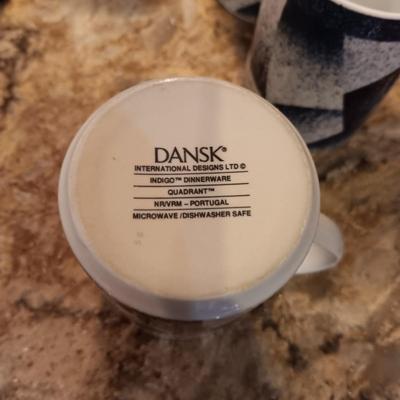 DANSK®
INTERNATIONAL DESIGNS LTD ©
INDIGO™ DINNERWARE
QUADRANT™
NR/VRM – PORTUGAL
MICROWAVE /DISHWASHER SAFE